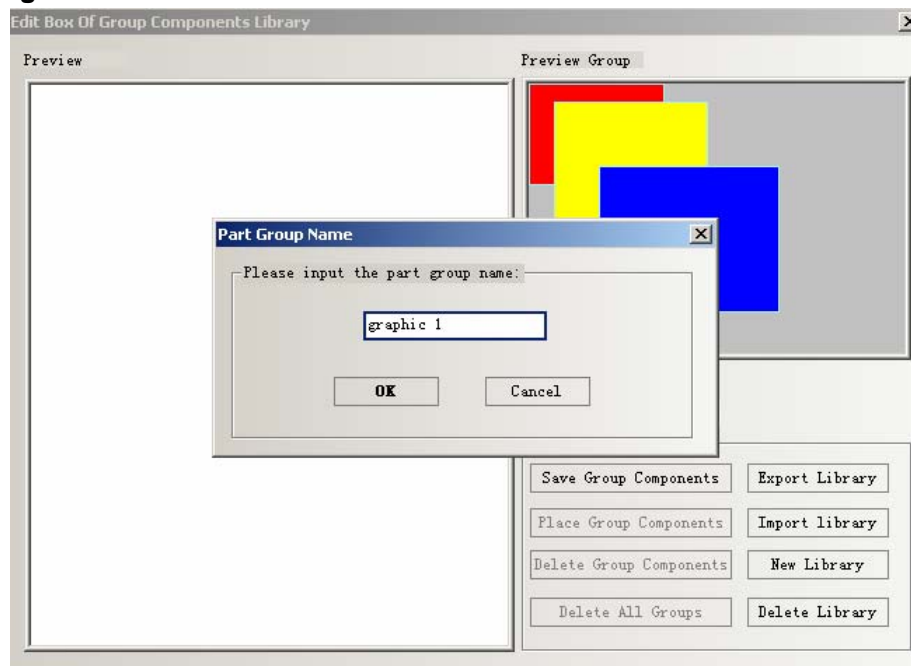 Edit Box Of Group Components Library
Preview
Preview Group
Part Group Name
Please input the part group name:
graphic 1
OK Cancel
Save Group Components Export Library
Place Group Components Import library
Delete Group Components New Library
Delete All Groups Delete Library